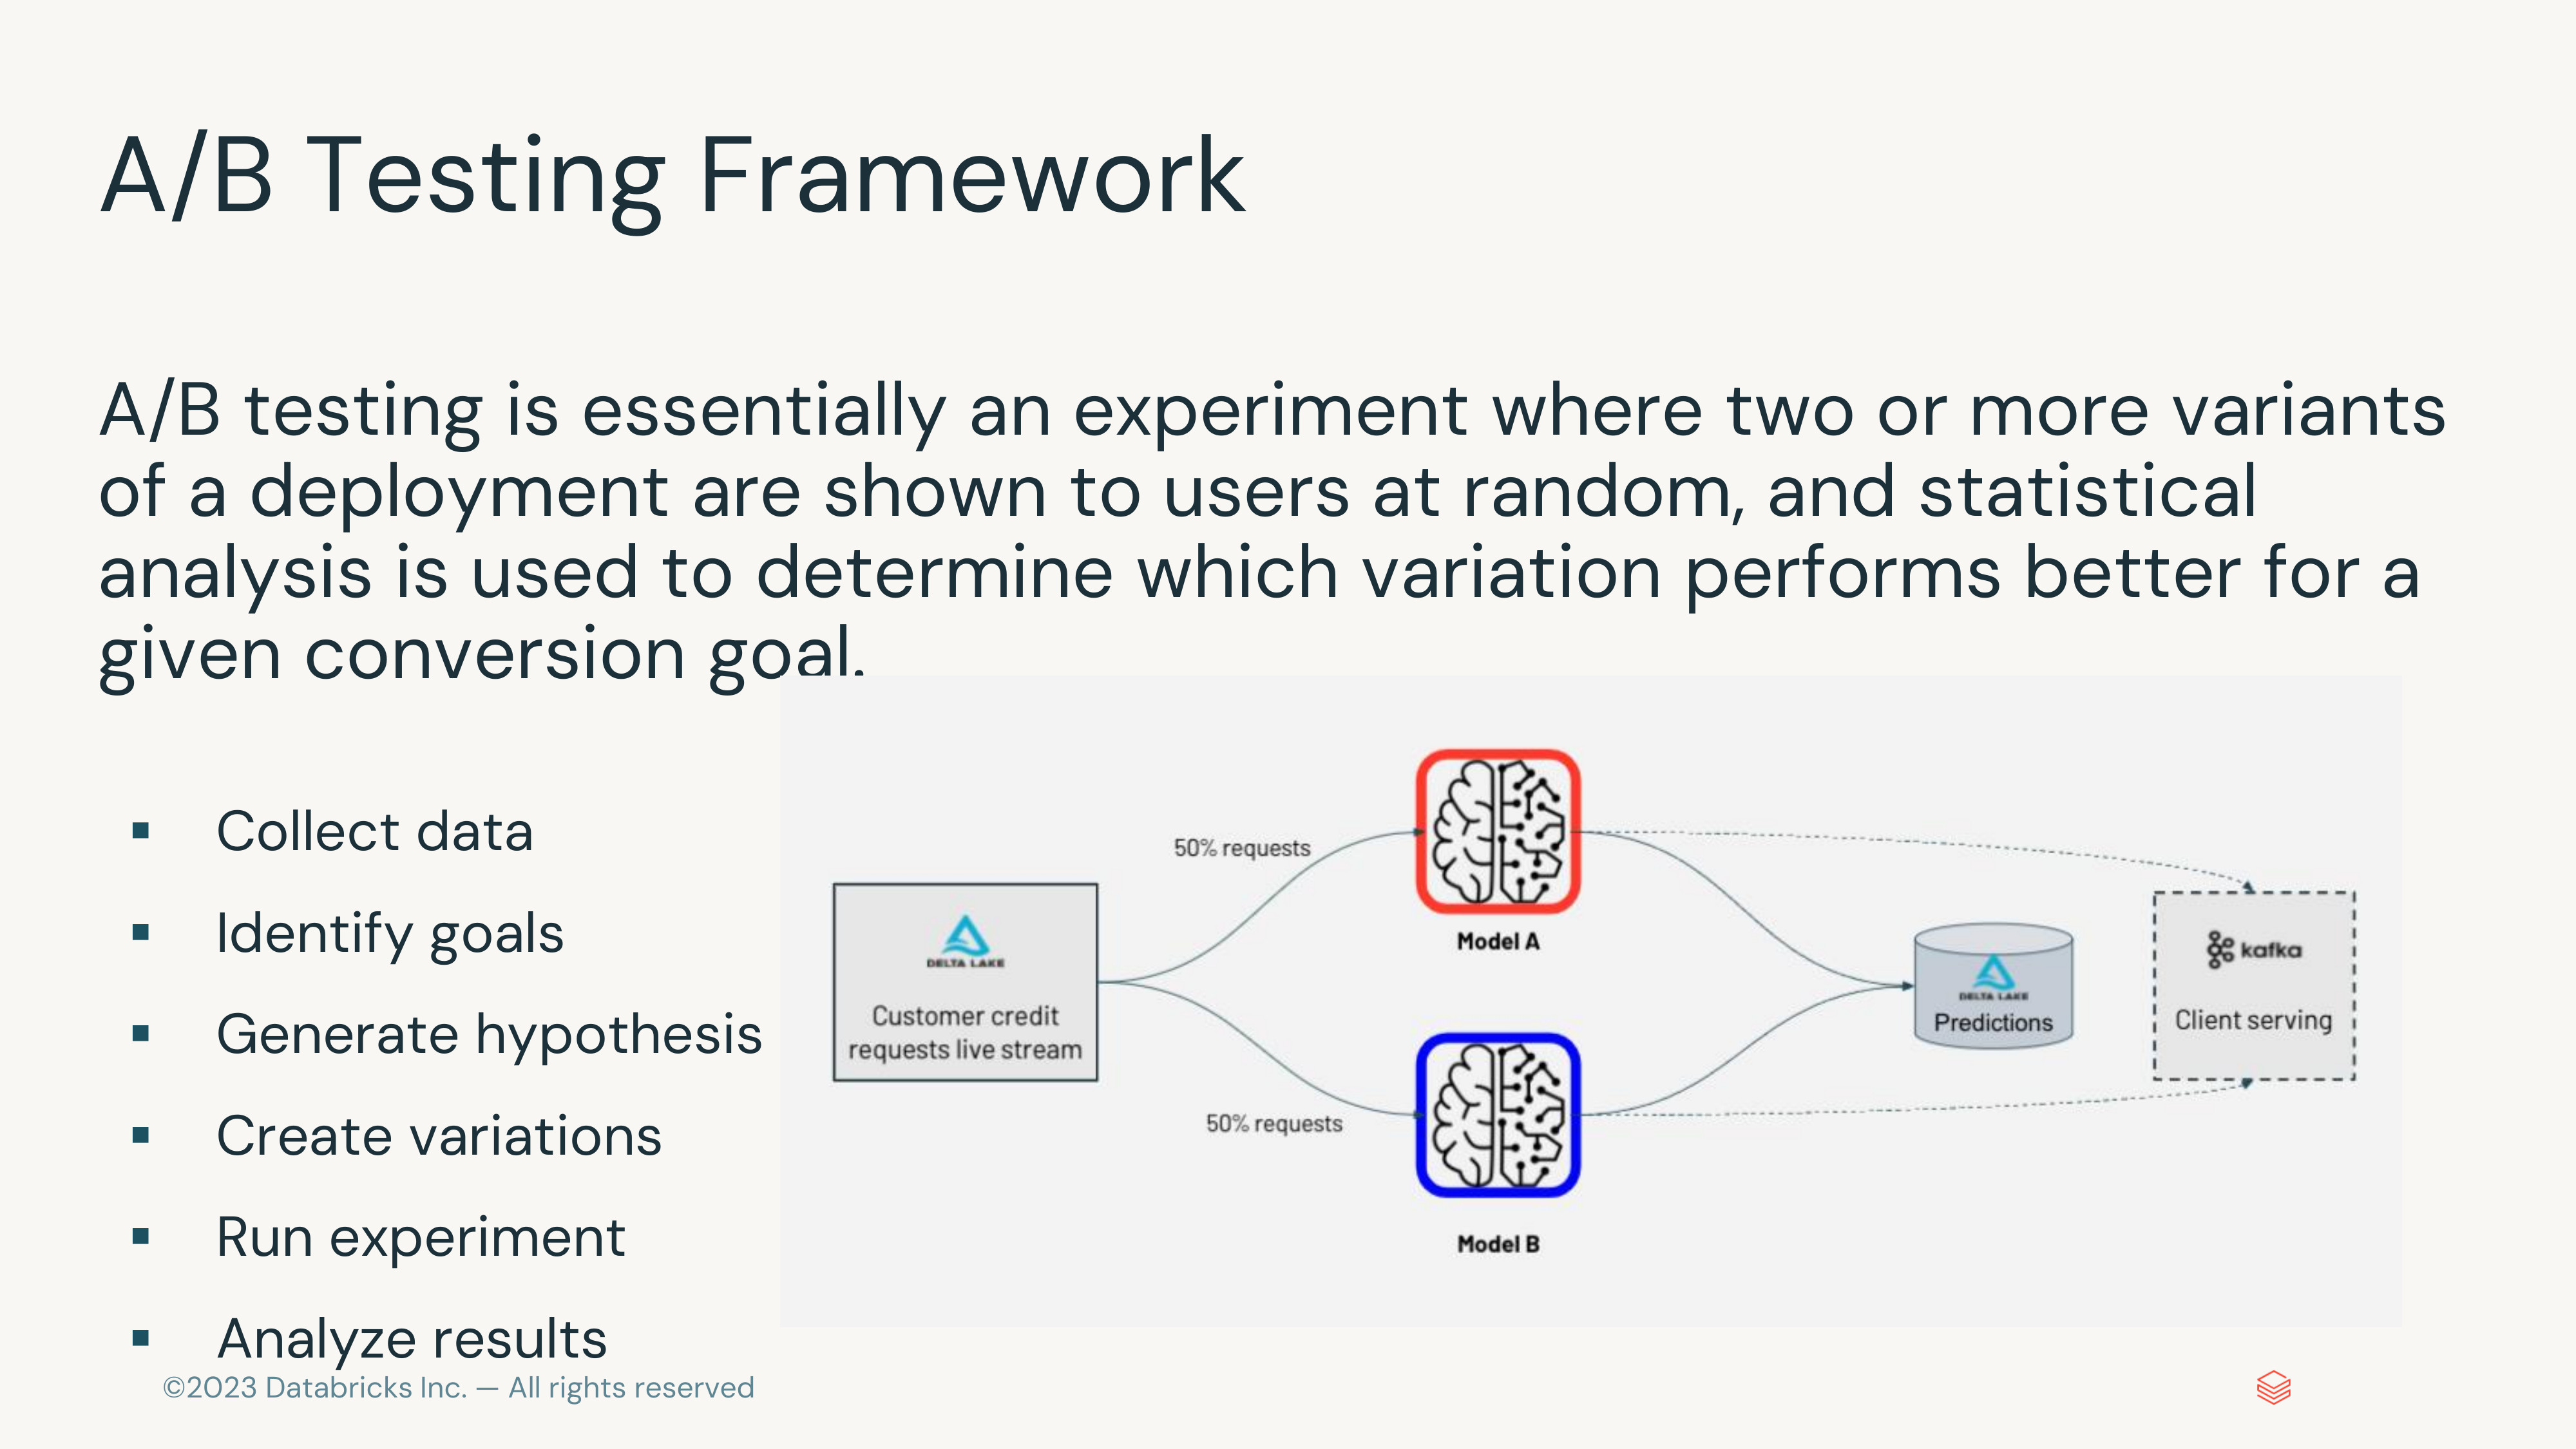 A/B Testing Framework
A/B testing is essentially an experiment where two or more variants
of a deployment are shown to users at random, and statistical
analysis is used to determine which variation performs better for a
given conversion goal.
▪ Collect data
▪ Identify goals
▪ Generate hypothesis
▪ Create variations
▪ Run experiment
▪ Analyze results
DELTA LAKE
Customer credit
requests live stream
50% requests
50% requests
Model A
Model B
DELTA LAKE
Predictions
kafka
Client serving
©2023 Databricks Inc. — All rights reserved